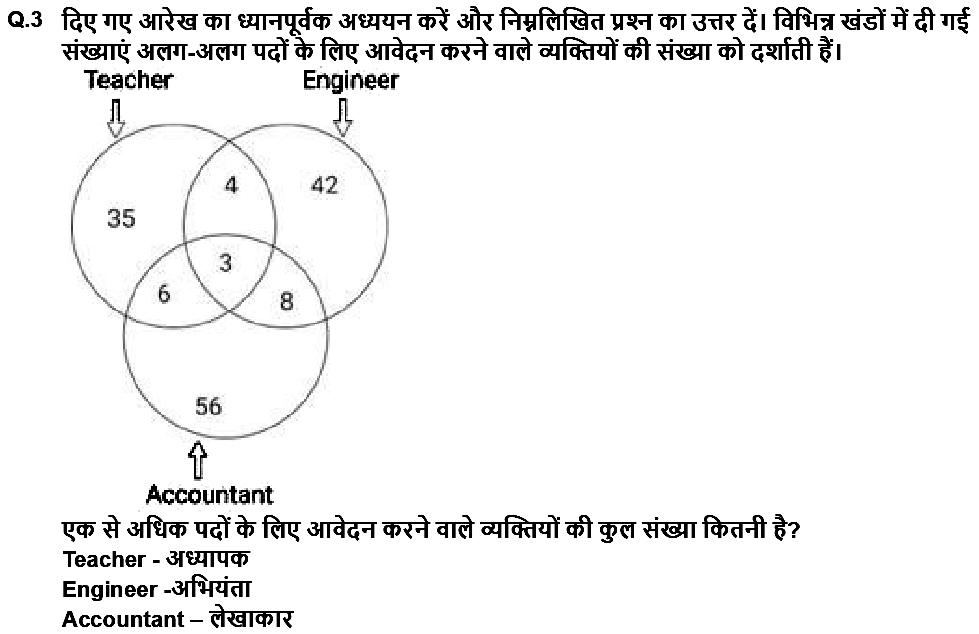 Q.3 दिए गए आरेख का ध्यानपूर्वक अध्ययन करें और निम्नलिखित प्रश्न का उत्तर दें। विभिन्न खंडों में दी गई
संख्याएं अलग-अलग पदों के लिए आवेदन करने वाले व्यक्तियों की संख्या को दर्शाती हैं।
Teacher Engineer
4 42
35
3
6 8
56
Accountant
एक से अधिक पदों के लिए आवेदन करने वाले व्यक्तियों की कुल संख्या कितनी है?
Teacher - अध्यापक
Engineer -अभियंता
Accountant – लेखाकार